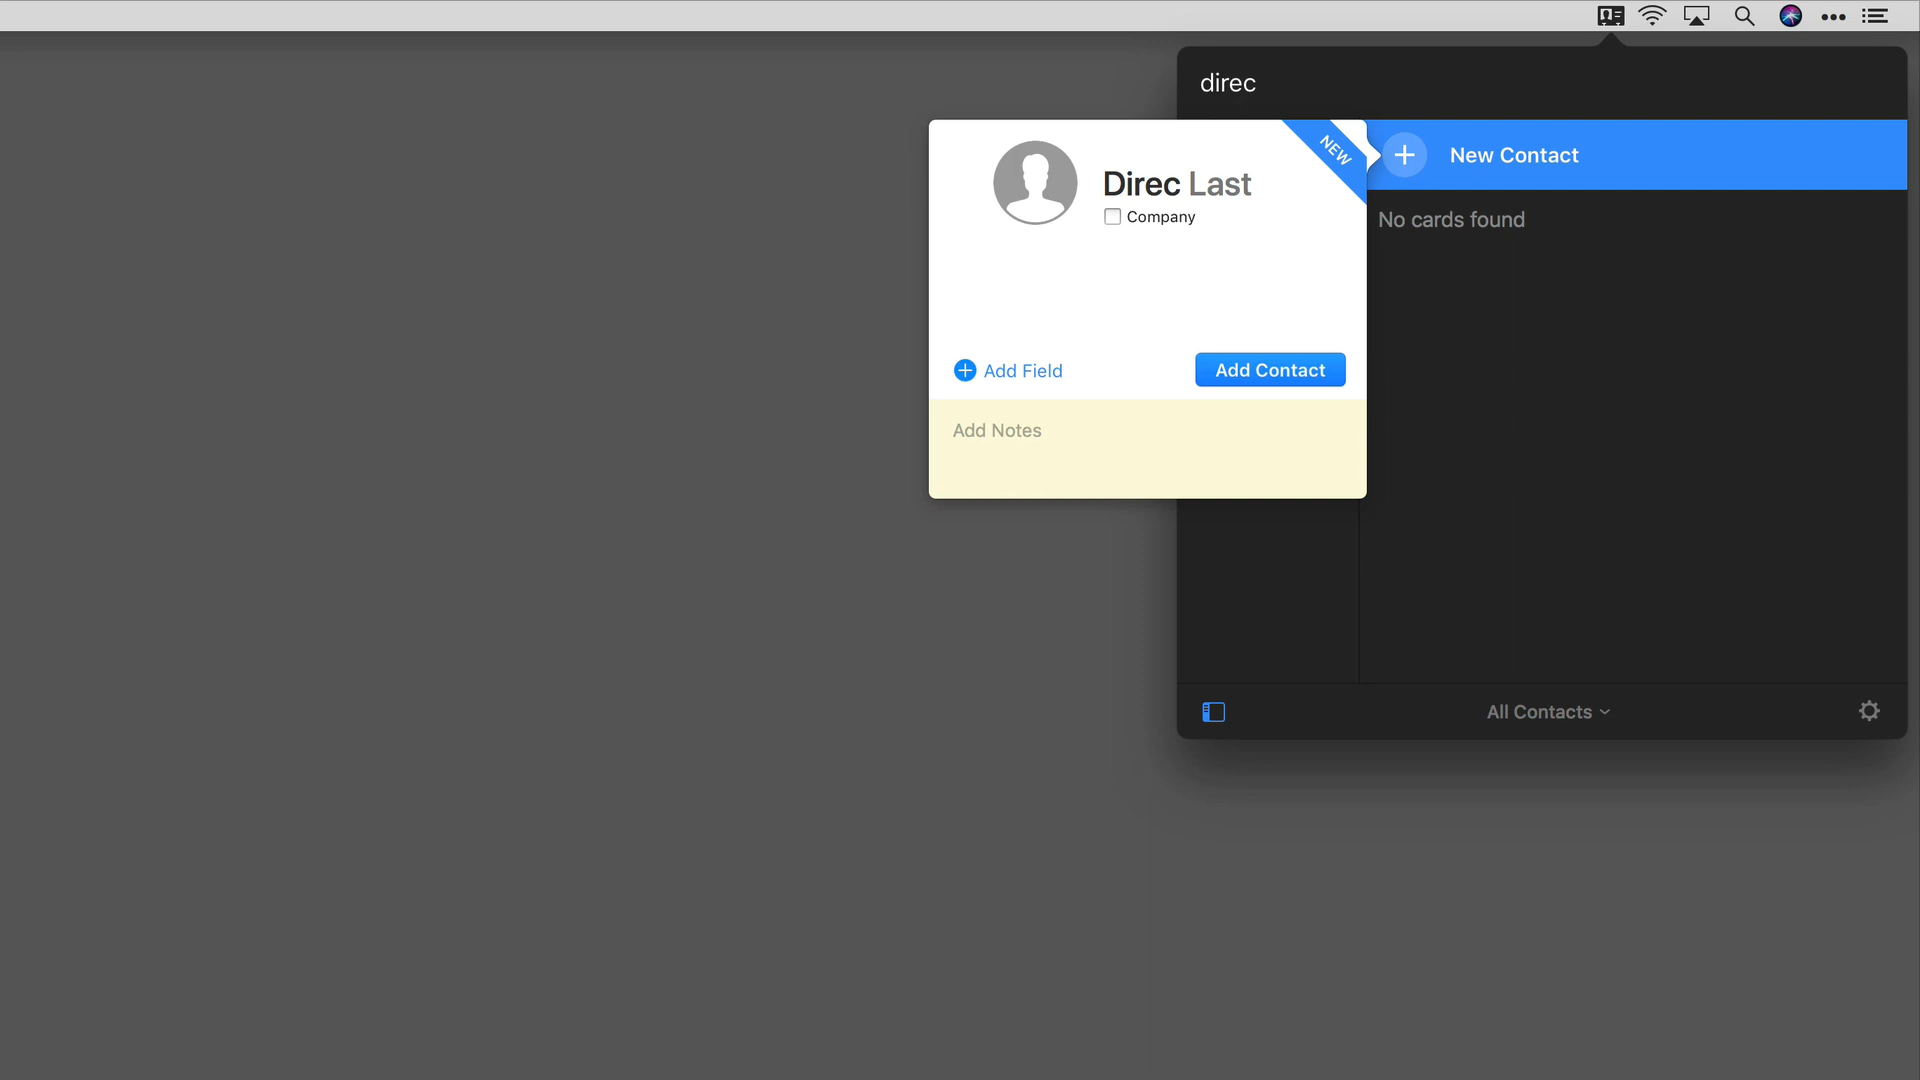 direc
NEW
New Contact
Direc Last
Company
No cards found
Add Field
Add Contact
Add Notes
All Contacts